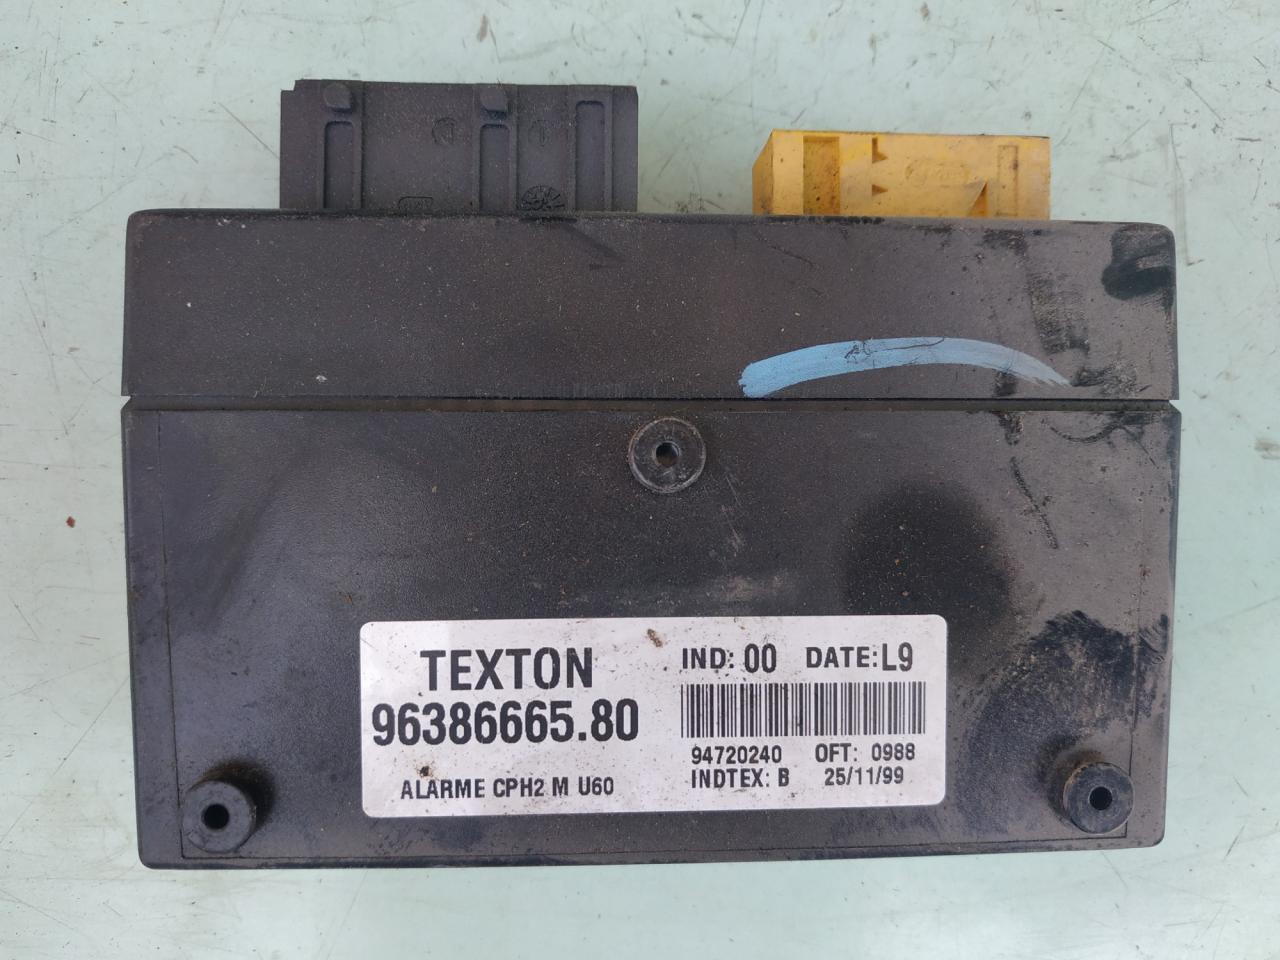 TEXTON
96386665.80
ALARME CPH2 M U60
IND: 00 DATE: L9
94720240 OFT: 0988
INDTEX: B 25/11/99